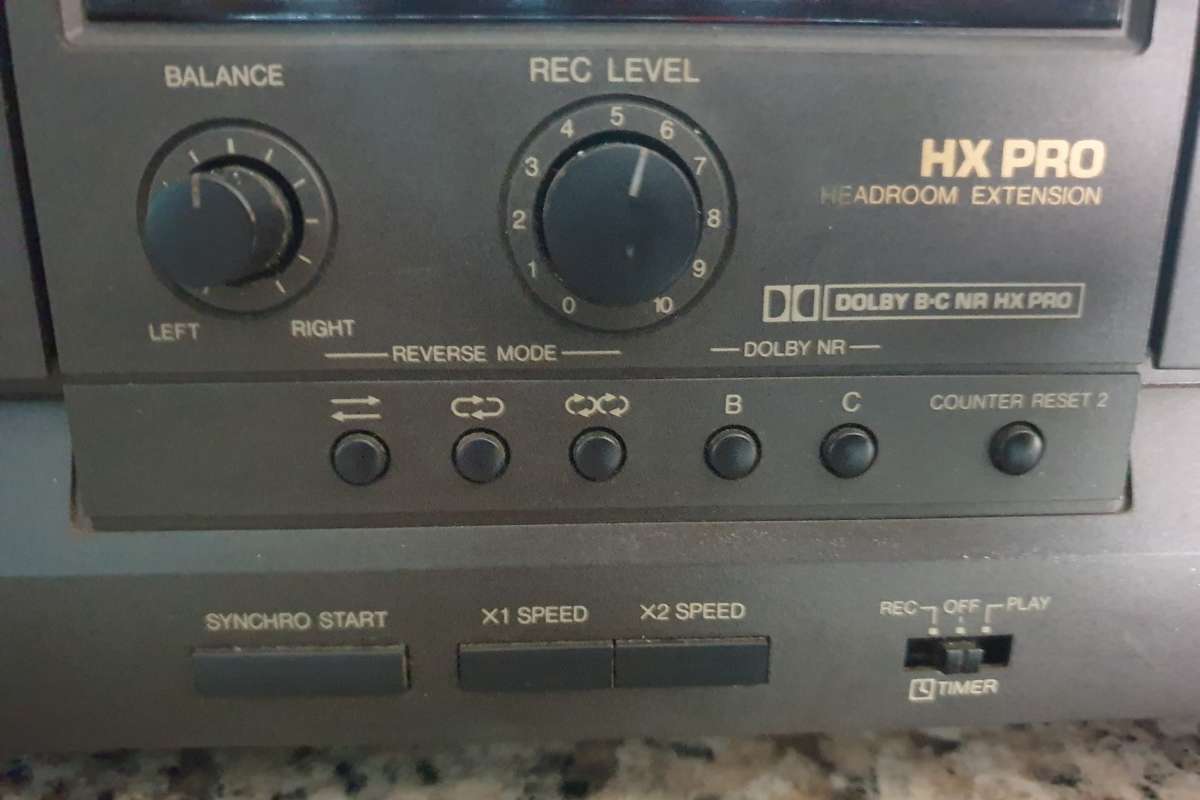 BALANCE
REC LEVEL
0 1 2 3 4 5 6 7 8 9 10
HX PRO
HEADROOM EXTENSION
LEFT
RIGHT
DOLBY B·C NR HX PRO
REVERSE MODE
DOLBY NR
B
C
COUNTER RESET 2
SYNCHRO START
X1 SPEED
X2 SPEED
REC OFF PLAY
TIMER